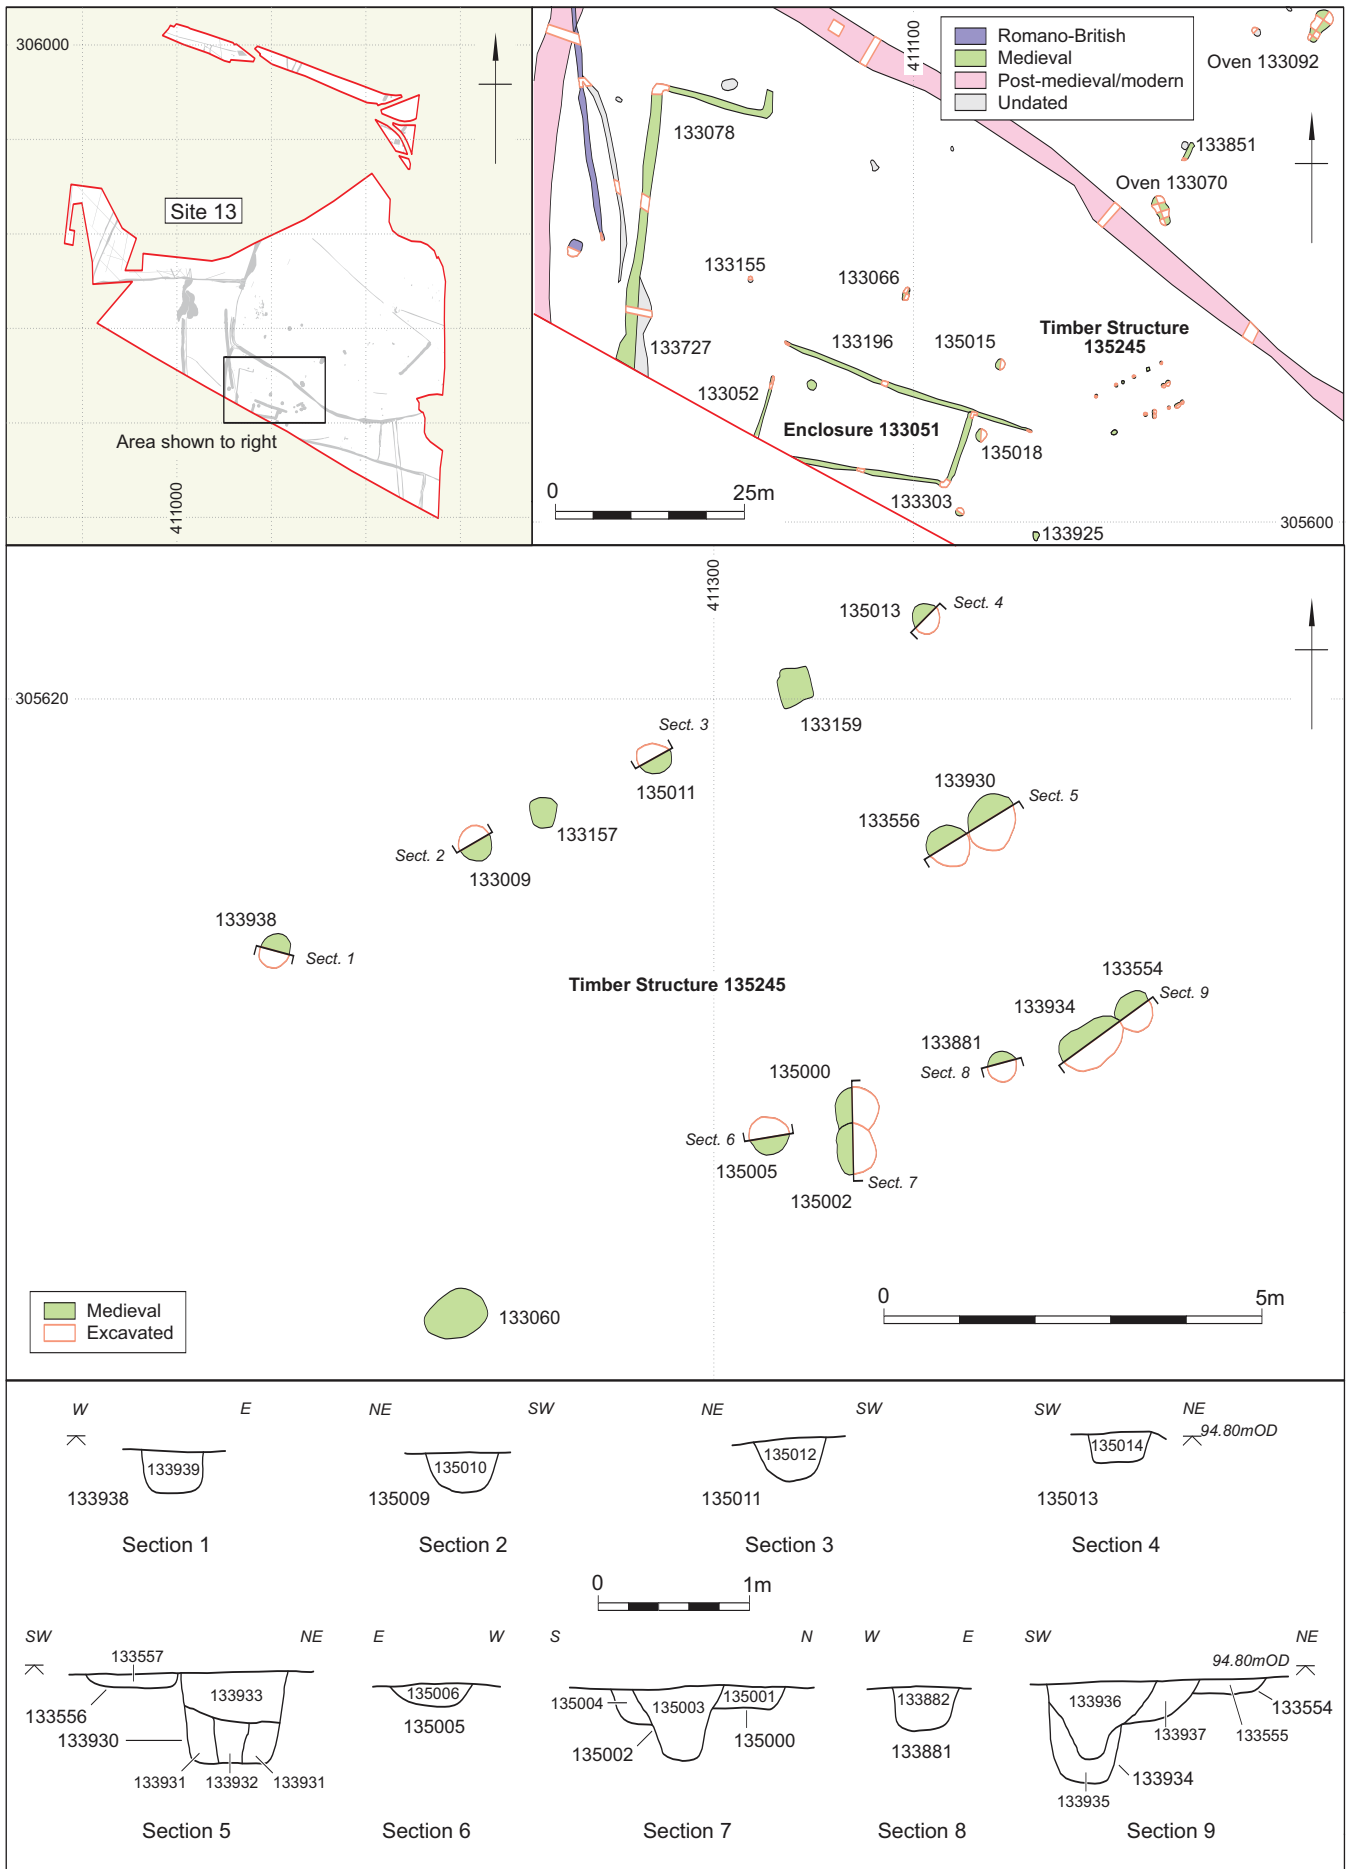 306000
Site 13
Area shown to right
411000
411100
Romano-British
Medieval
Post-medieval/modern
Undated
Oven 133092
133078
133851
Oven 133070
133155
133066
133196
135015
Timber Structure
135245
133727
133052
Enclosure 133051
135018
0
25m
133303
305600
133925
411300
135013
Sect. 4
305620
133159
Sect. 3
135011
133930
Sect. 5
133556
133157
Sect. 2
133009
133938
Sect. 1
Timber Structure 135245
133554
Sect. 9
133934
133881
Sect. 8
135000
Sect. 6
135005
Sect. 7
135002
Medieval
Excavated
133060
0
5m
W
E
NE
SW
NE
SW
SW
NE
94.80mOD
133939
135010
135012
135014
133938
135009
135011
135013
Section 1
Section 2
Section 3
Section 4
0
1m
SW
NE
E
W
S
N
W
E
SW
NE
94.80mOD
133557
133933
133556
133930
133931
133932
133931
135006
135005
135004
135003
135001
135002
135000
133882
133881
133936
133937
133555
133554
133934
133935
Section 5
Section 6
Section 7
Section 8
Section 9